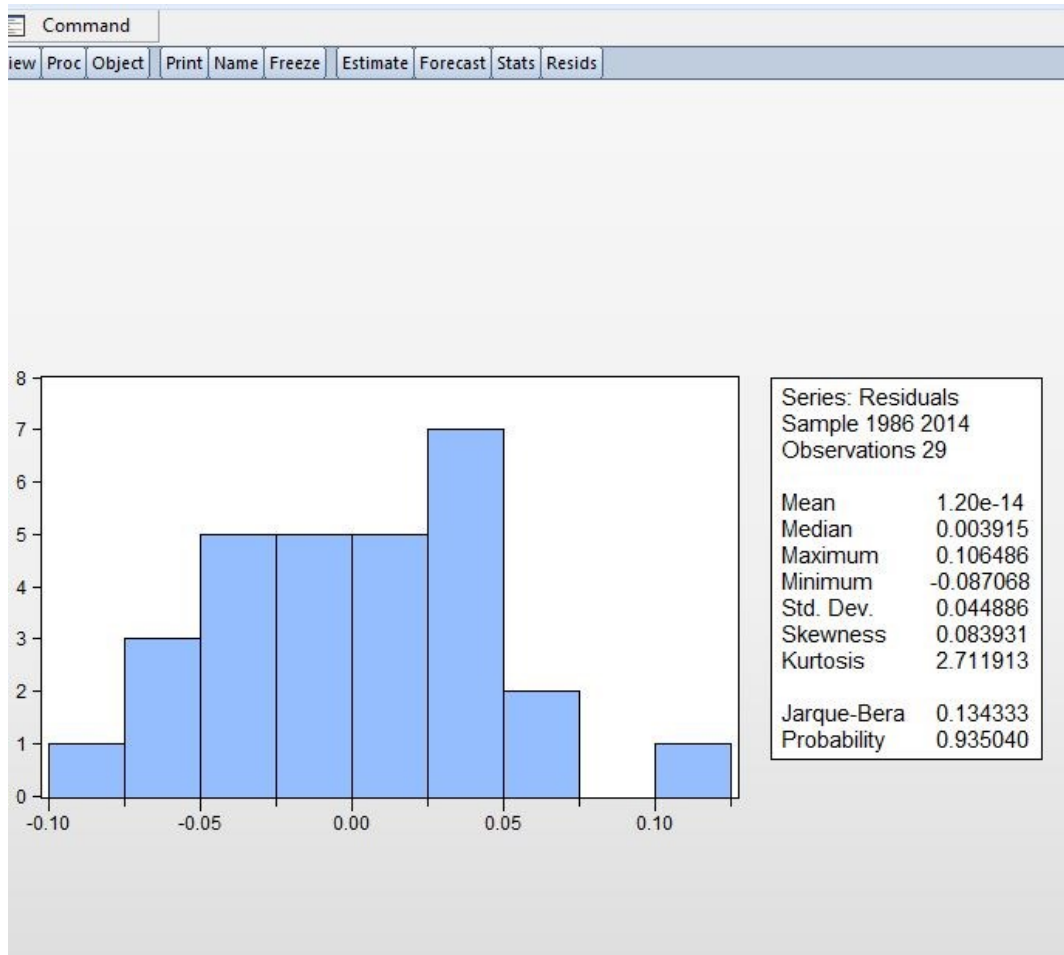 Command
iew Proc Object Print Name Freeze Estimate Forecast Stats Resids
8
7
6
5
4
3
2
1
0
-0.10 -0.05 0.00 0.05 0.10
Series: Residuals
Sample 1986 2014
Observations 29
Mean 1.20e-14
Median 0.003915
Maximum 0.106486
Minimum -0.087068
Std. Dev. 0.044886
Skewness 0.083931
Kurtosis 2.711913
Jarque-Bera 0.134333
Probability 0.935040